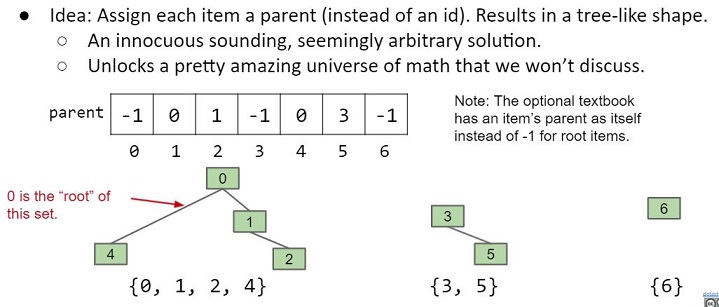 ● Idea: Assign each item a parent (instead of an id). Results in a tree-like shape.
○ An innocuous sounding, seemingly arbitrary solution.
○ Unlocks a pretty amazing universe of math that we won’t discuss.
parent -1 0 1 -1 0 3 -1
0 1 2 3 4 5 6
Note: The optional textbook
has an item's parent as itself
instead of -1 for root items.
0 is the “root” of
this set.
0
1
4
2
{0, 1, 2, 4}
3
5
{3, 5}
6
{6}